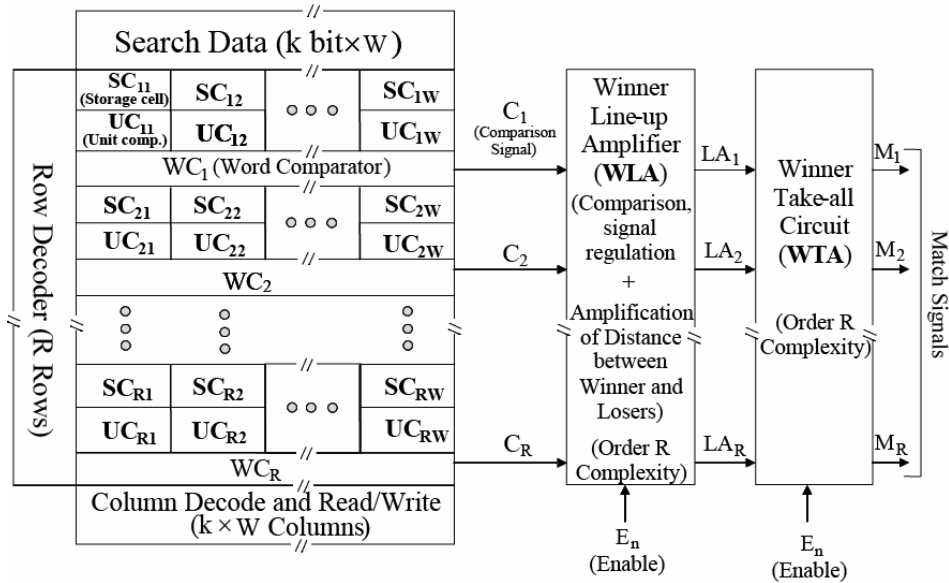 Search Data (k bit×W)
Row Decoder (R Rows)
SC11
(Storage cell)
SC12
SC1W
UC11
(Unit comp.)
UC12
UC1W
WC1 (Word Comparator)
SC21
SC22
SC2W
UC21
UC22
UC2W
WC2
SCR1
SCR2
SCRW
UCR1
UCR2
UCRW
WCR
Column Decode and Read/Write
(k × W Columns)
C1
(Comparison
Signal)
C2
CR
Winner
Line-up
Amplifier
(WLA)
(Comparison,
signal
regulation
+
Amplification
of Distance
between
Winner and
Losers)
(Order R
Complexity)
En
(Enable)
LA1
LA2
LAR
Winner
Take-all
Circuit
(WTA)
(Order R
Complexity)
En
(Enable)
M1
M2
MR
Match Signals